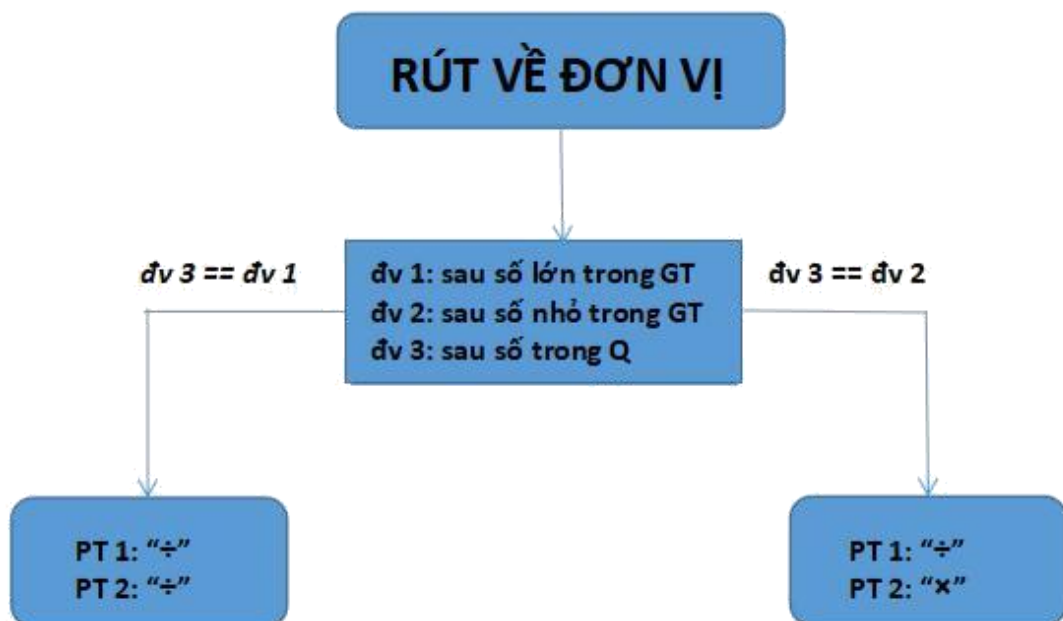 RÚT VỀ ĐƠN VỊ
đv 3 == đv 1
đv 1: sau số lớn trong GT
đv 2: sau số nhỏ trong GT
đv 3: sau số trong Q
đv 3 == đv 2
PT 1: “÷”
PT 2: “÷”
PT 1: “÷”
PT 2: “×”